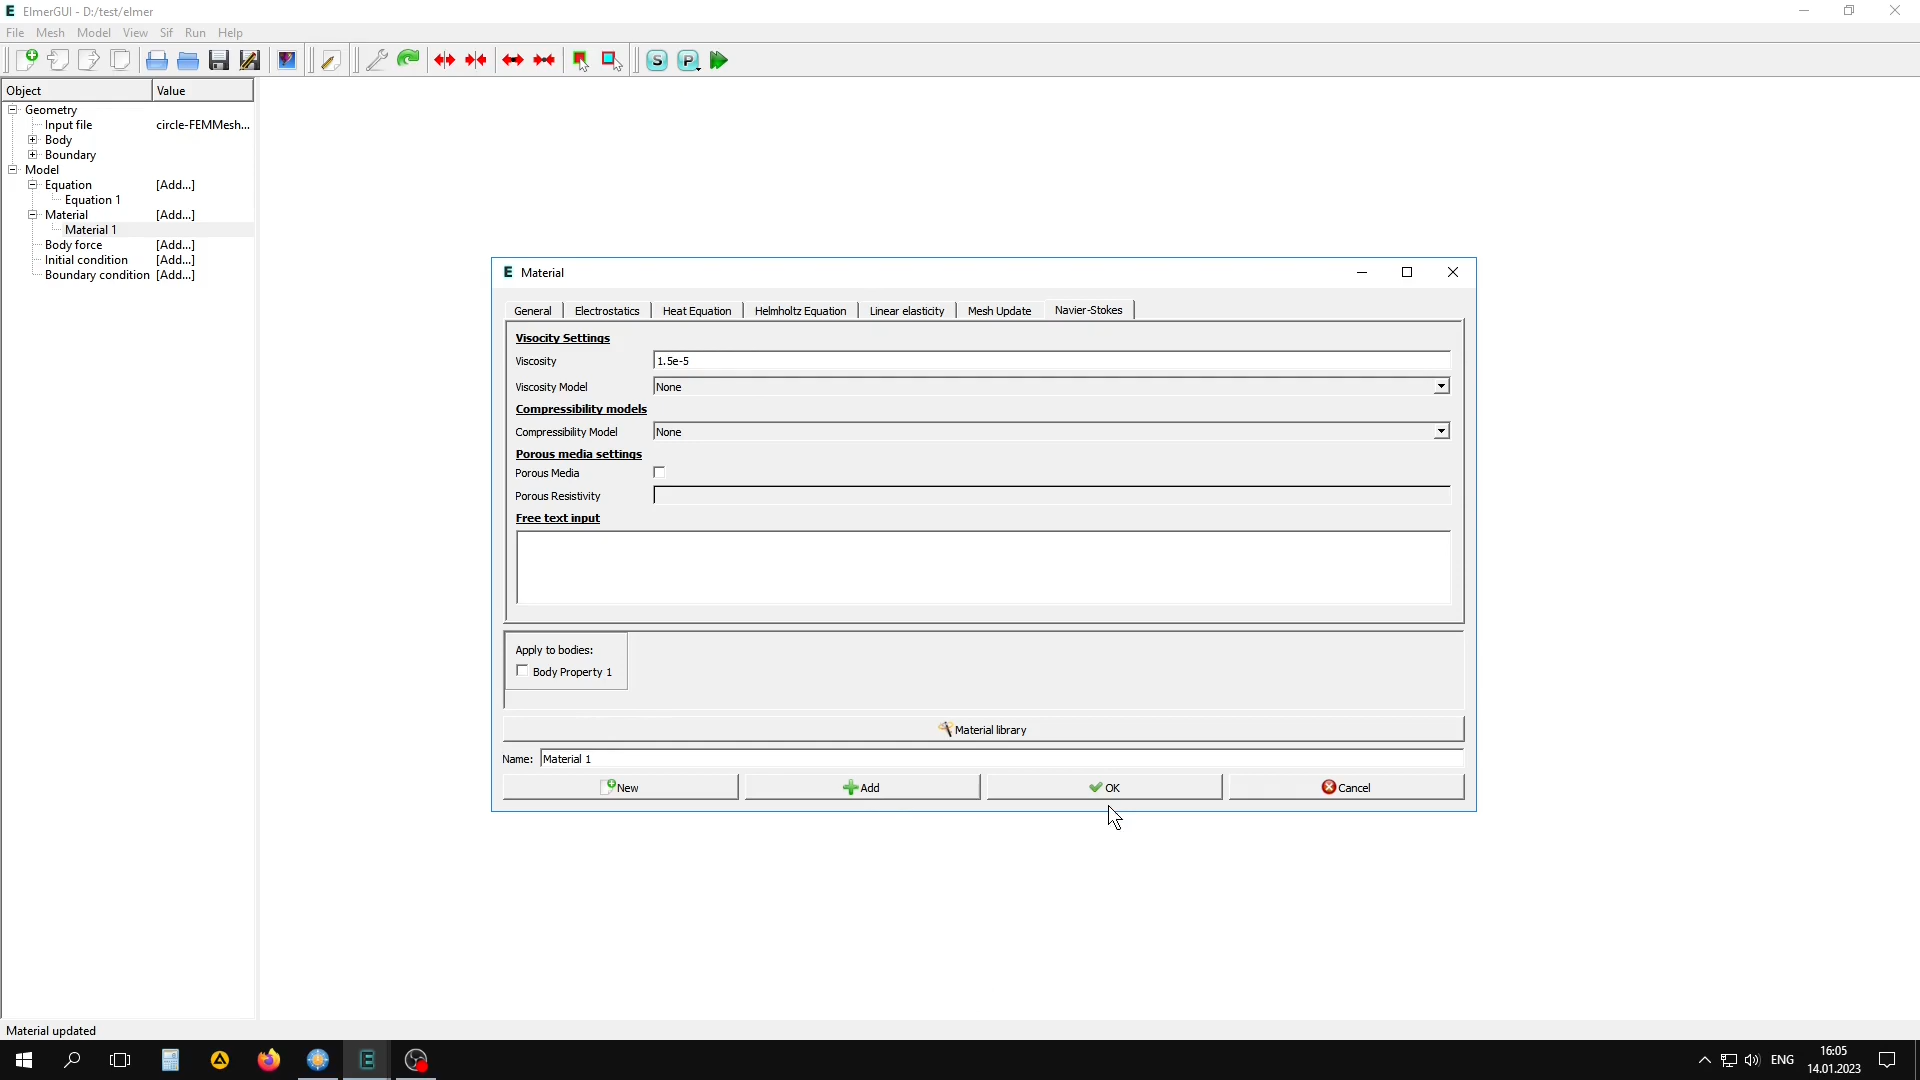 ElmerGUI - D:/test/elmer
File Mesh Model View Sif Run Help
S P
Object Value
Geometry
Input file circle-FEMMesh...
Body
Boundary
Model
Equation [Add...]
Equation 1
Material [Add...]
Material 1
Body force [Add...]
Initial condition [Add...]
Boundary condition [Add...]
E Material
General Electrostatics Heat Equation Helmholtz Equation Linear elasticity Mesh Update Navier-Stokes
Visocity Settings
Viscosity 1.5e-5
Viscosity Model None
Compressibility models
Compressibility Model None
Porous media settings
Porous Media
Porous Resistivity
Free text input
Apply to bodies:
Body Property 1
Material library
Name: Material 1
New Add OK Cancel
Material updated
ENG 16:05
14.01.2023